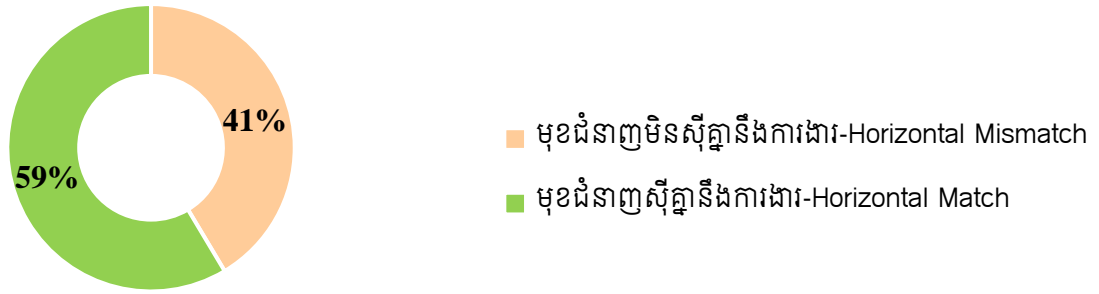 41%
59%
មុខជំនាញមិនស៊ីគ្នានឹងការងារ-Horizontal Mismatch
មុខជំនាញស៊ីគ្នានឹងការងារ-Horizontal Match